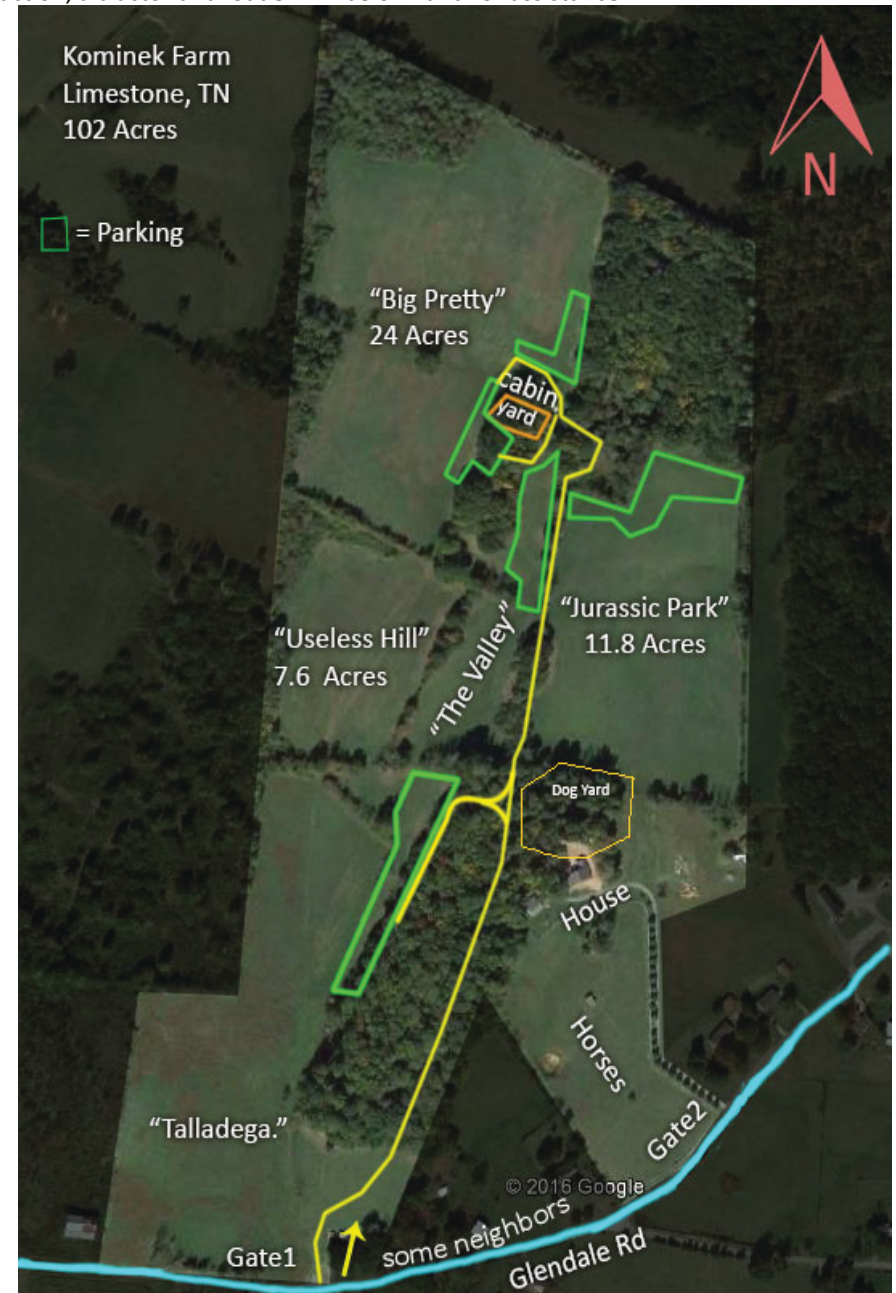 Kominek Farm
Limestone, TN
102 Acres
N
= Parking
“Big Pretty”
24 Acres
cabin
yard
“Jurassic Park”
11.8 Acres
“Useless Hill”
7.6 Acres
“The Valley”
Dog Yard
House
Horses
“Talladega.”
Gate2
© 2016 Google
some neighbors
Gate1
Glendale Rd